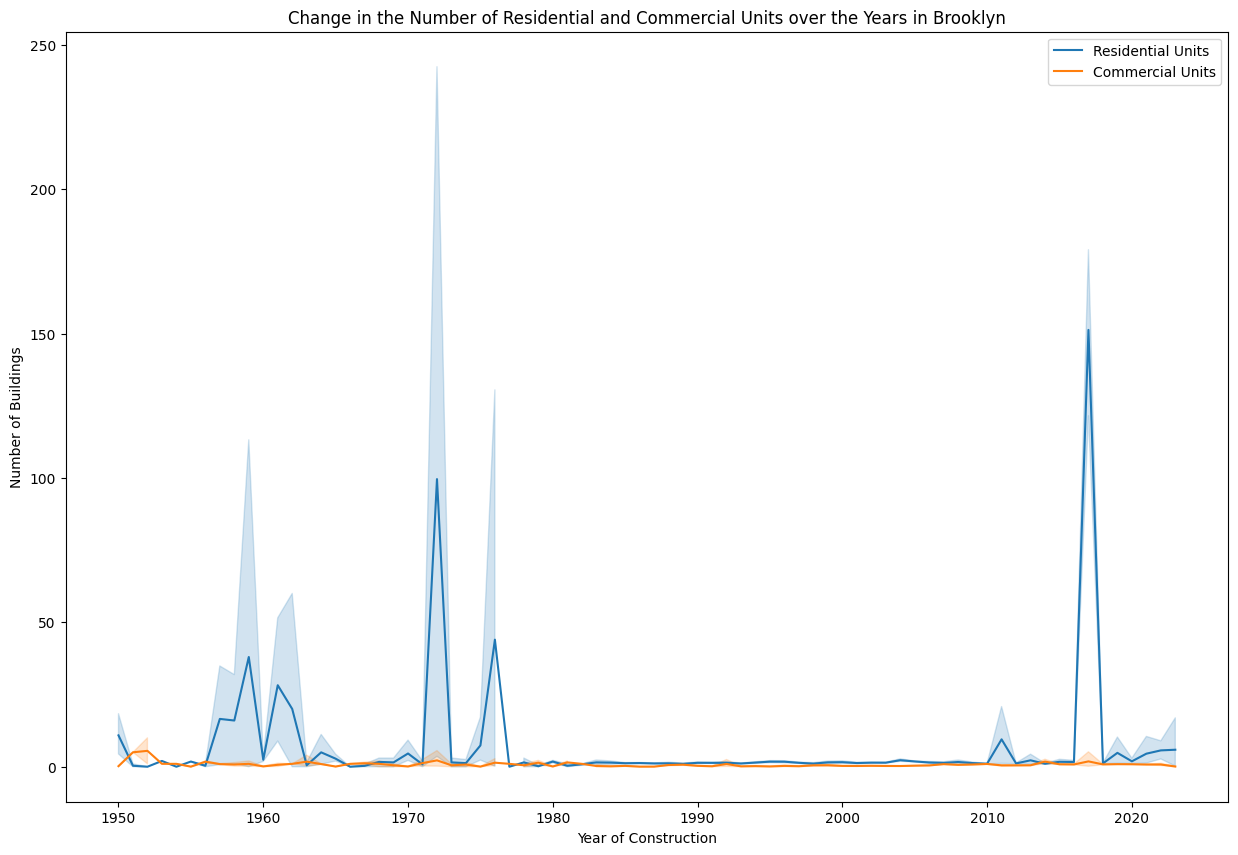 Change in the Number of Residential and Commercial Units over the Years in Brooklyn
Residential Units
Commercial Units
Number of Buildings
250
200
150
100
50
0
1950 1960 1970 1980 1990 2000 2010 2020
Year of Construction